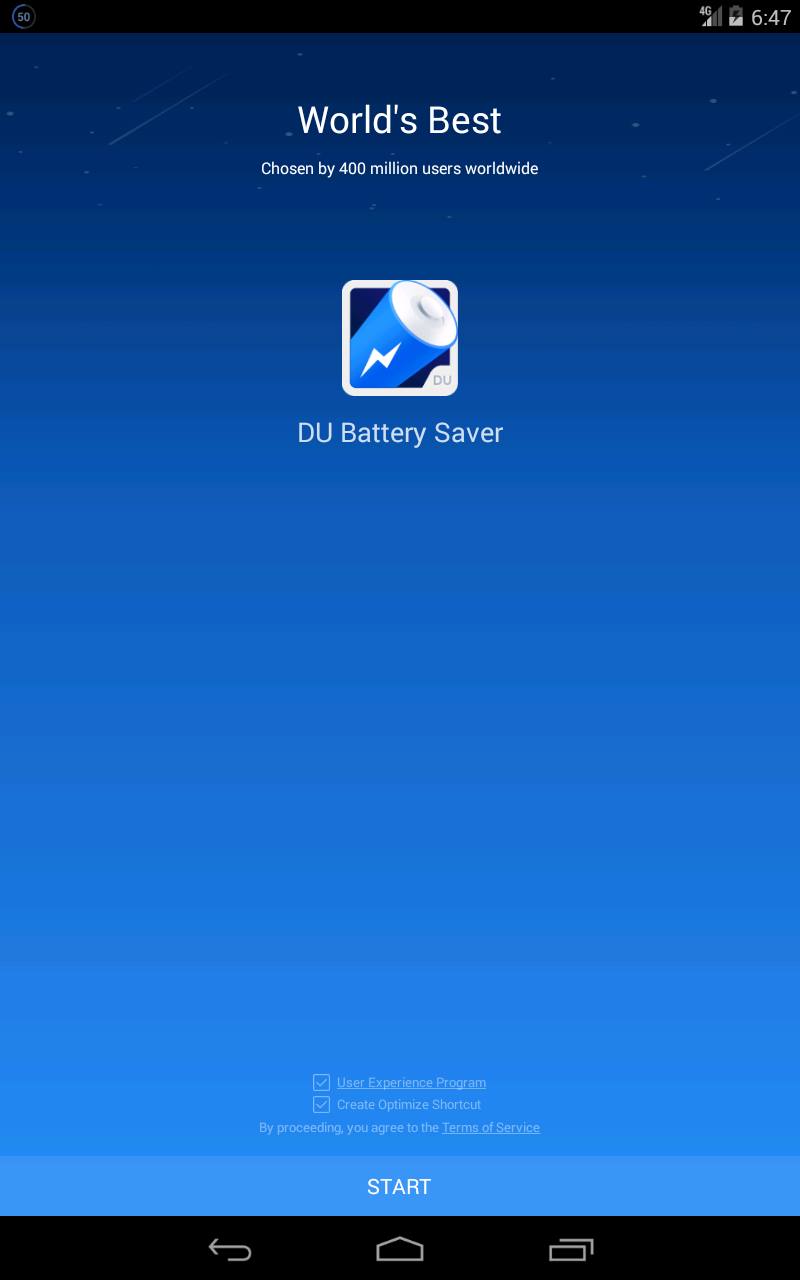 50
4G
6:47
World's Best
Chosen by 400 million users worldwide
DU
DU Battery Saver
User Experience Program
Create Optimize Shortcut
By proceeding, you agree to the Terms of Service
START